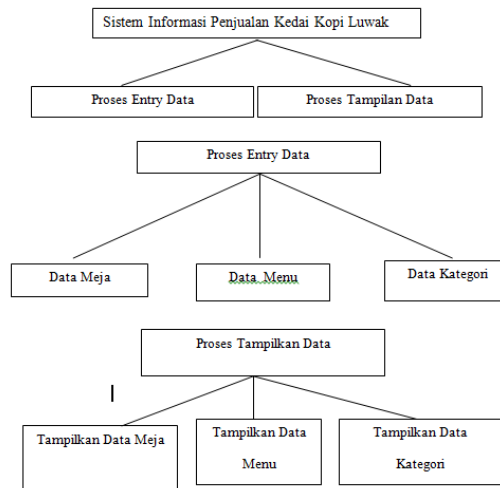 Sistem Informasi Penjualan Kedai Kopi Luwak
Proses Entry Data
Proses Tampilan Data
Proses Entry Data
Data Meja
Data Menu
Data Kategori
Proses Tampilkan Data
Tampilkan Data Meja
Tampilkan Data
Menu
Tampilkan Data
Kategori